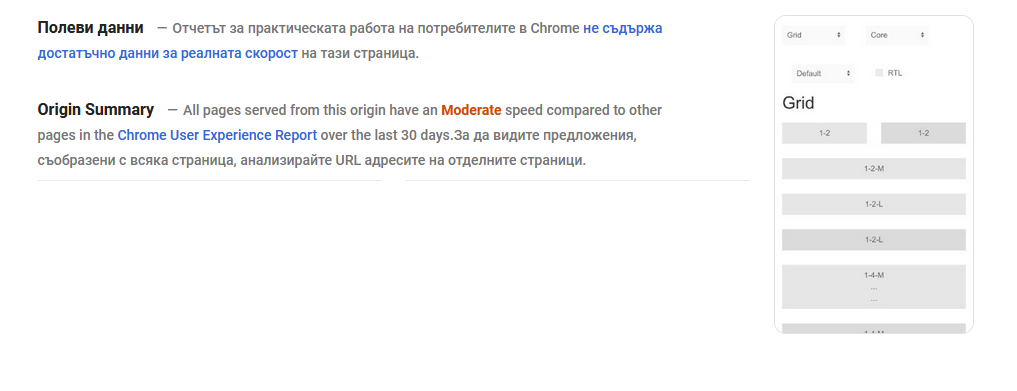 Полеви данни — Отчетът за практическата работа на потребителите в Chrome не съдържа
достатъчно данни за реалната скорост на тази страница.
Origin Summary — All pages served from this origin have an Moderate speed compared to other
pages in the Chrome User Experience Report over the last 30 days.За да видите предложения,
съобразени с всяка страница, анализирайте URL адресите на отделните страници.
Grid Core
Default RTL
Grid
1-2 1-2
1-2-M
1-2-L
1-2-L
1-4-M
...
...